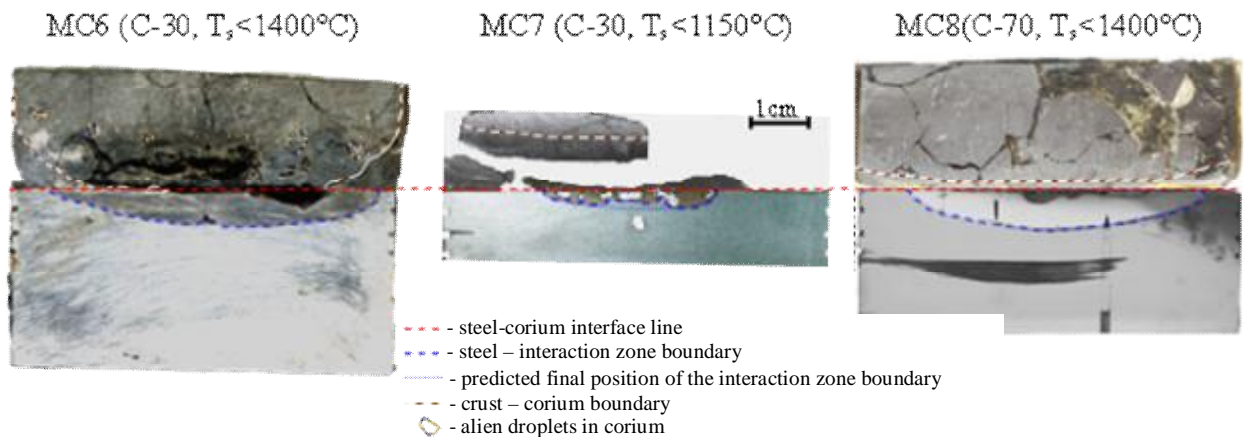 MC6 (C-30, Tₛ<1400°C)
MC7 (C-30, Tₛ<1150°C)
MC8(C-70, Tₛ<1400°C)
1cm
- steel-corium interface line
- steel – interaction zone boundary
- predicted final position of the interaction zone boundary
- crust – corium boundary
- alien droplets in corium